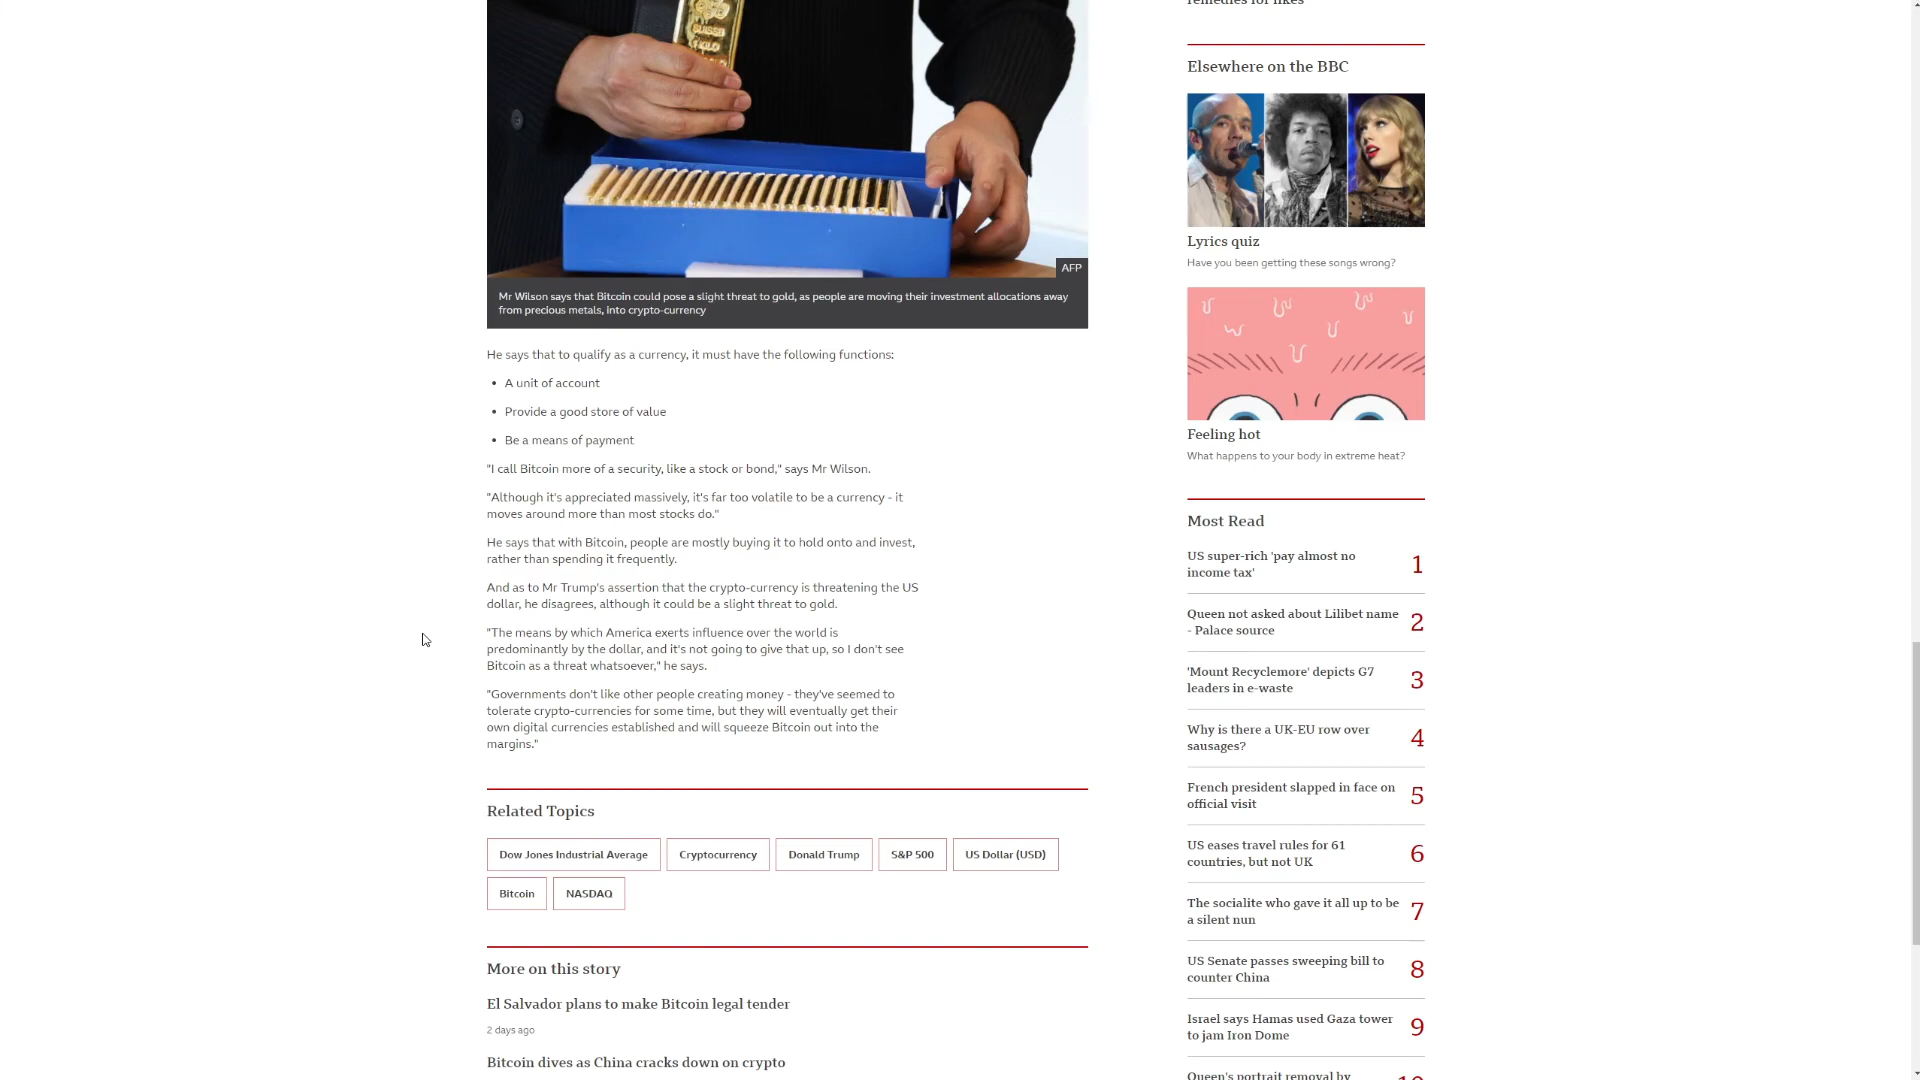 remedies for likes
Elsewhere on the BBC
SUISSE
1 KILO
AFP
Mr Wilson says that Bitcoin could pose a slight threat to gold, as people are moving their investment allocations away
from precious metals, into crypto-currency
He says that to qualify as a currency, it must have the following functions:
• A unit of account
• Provide a good store of value
• Be a means of payment
"I call Bitcoin more of a security, like a stock or bond," says Mr Wilson.
"Although it's appreciated massively, it's far too volatile to be a currency - it
moves around more than most stocks do."
He says that with Bitcoin, people are mostly buying it to hold onto and invest,
rather than spending it frequently.
And as to Mr Trump's assertion that the crypto-currency is threatening the US
dollar, he disagrees, although it could be a slight threat to gold.
"The means by which America exerts influence over the world is
predominantly by the dollar, and it's not going to give that up, so I don't see
Bitcoin as a threat whatsoever," he says.
"Governments don't like other people creating money - they've seemed to
tolerate crypto-currencies for some time, but they will eventually get their
own digital currencies established and will squeeze Bitcoin out into the
margins."
Related Topics
Dow Jones Industrial Average
Cryptocurrency
Donald Trump
S&P 500
US Dollar (USD)
Bitcoin
NASDAQ
More on this story
El Salvador plans to make Bitcoin legal tender
2 days ago
Bitcoin dives as China cracks down on crypto
Lyrics quiz
Have you been getting these songs wrong?
Feeling hot
What happens to your body in extreme heat?
Most Read
US super-rich 'pay almost no
income tax'
1
Queen not asked about Lilibet name
- Palace source
2
'Mount Recyclemore' depicts G7
leaders in e-waste
3
Why is there a UK-EU row over
sausages?
4
French president slapped in face on
official visit
5
US eases travel rules for 61
countries, but not UK
6
The socialite who gave it all up to be
a silent nun
7
US Senate passes sweeping bill to
counter China
8
Israel says Hamas used Gaza tower
to jam Iron Dome
9
Queen's portrait removal by
10